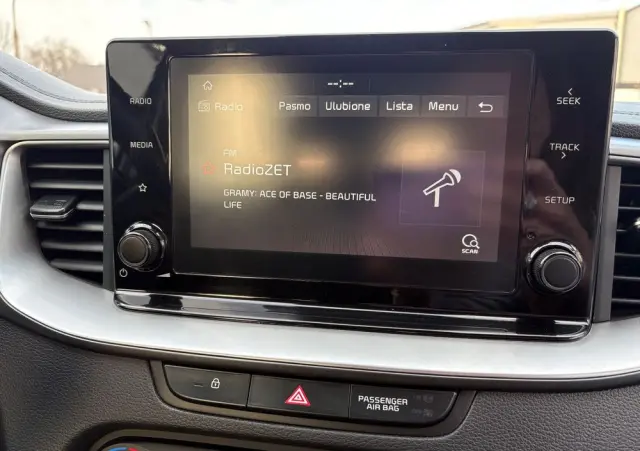 --:--
RADIO
Radio
Pasmo
Ulubione
Lista
Menu
SEEK
MEDIA
FM
RadioZET
TRACK
GRAMY: ACE OF BASE - BEAUTIFUL
LIFE
SETUP
SCAN
PASSENGER
AIR BAG